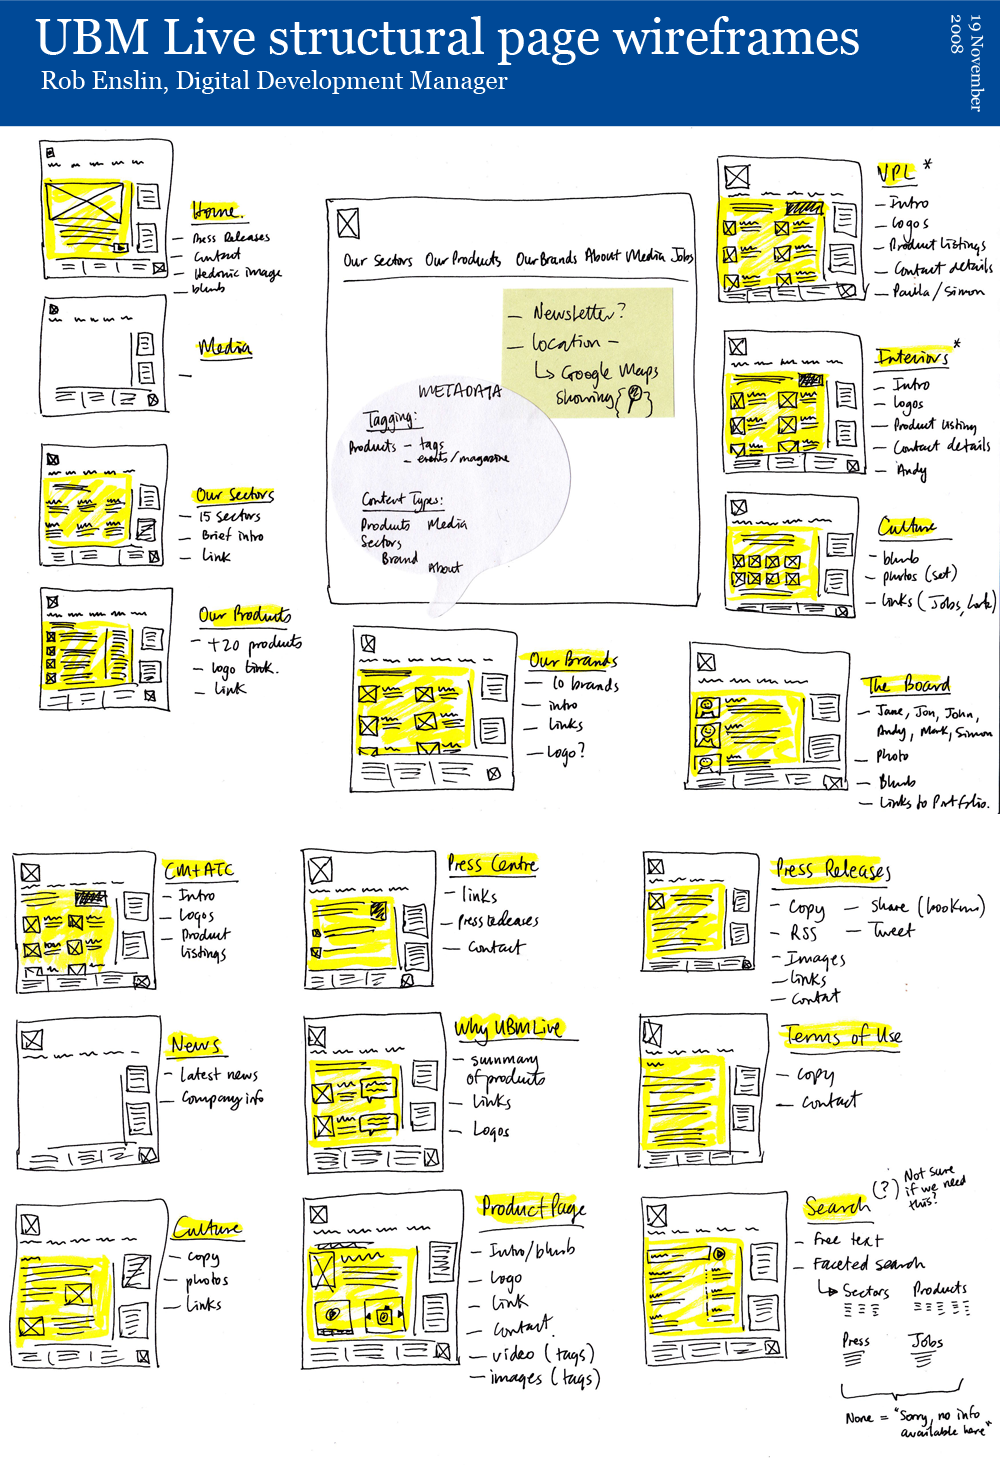 UBM Live structural page wireframes
Rob Enslin, Digital Development Manager
19 November
2008
Home.
— Press Releases
— Contact
— Hedonic image
— blurb
Media
—
Our Sectors
— 15 sectors
— Brief intro
— Link
Our Products
— +20 products
— logo link.
— Link
Our Sectors Our Products Our Brands About Media Jobs
— Newsletter?
— Location —
↳ Google Maps
showing { }
METADATA
Tagging:
Products — tags
— events/magazine
Content Types:
Products Media
Sectors
Brand
About
Our Brands
— 10 brands
— intro
— links
— Logo?
VPL *
— Intro
— Logos
— Product Listings
— Contact details
— Paula/Simon
Interiors *
— Intro
— Logos
— Product listing
— Contact details
— Andy
Culture
— blurb
— photos (set)
— links (Jobs, Work)
The Board
— Jane, Jon, John,
Andy, Mark, Simon
— Photo
— Blurb
— Links to Portfolio.
CM+ATC
— Intro
— Logos
— Product
listings
Press Centre
— links
— press releases
— contact
Press Releases
— Copy — Share (bookm)
— RSS — Tweet
— Images
— links
— contat
News
— Latest news
— Company info
Why UBM Live
— summary
of products
— Links
— Logos
Terms of Use
— copy
— contact
Culture
— copy
— photos
— links
Product Page
— Intro/blurb
— Logo
— link
— contact.
— video (tags)
— images (tags)
Search (?) Not sure
if we need
this?
— Free text
— Faceted search
↳ Sectors Products
Press Jobs
None = "Sorry, no info
available here"